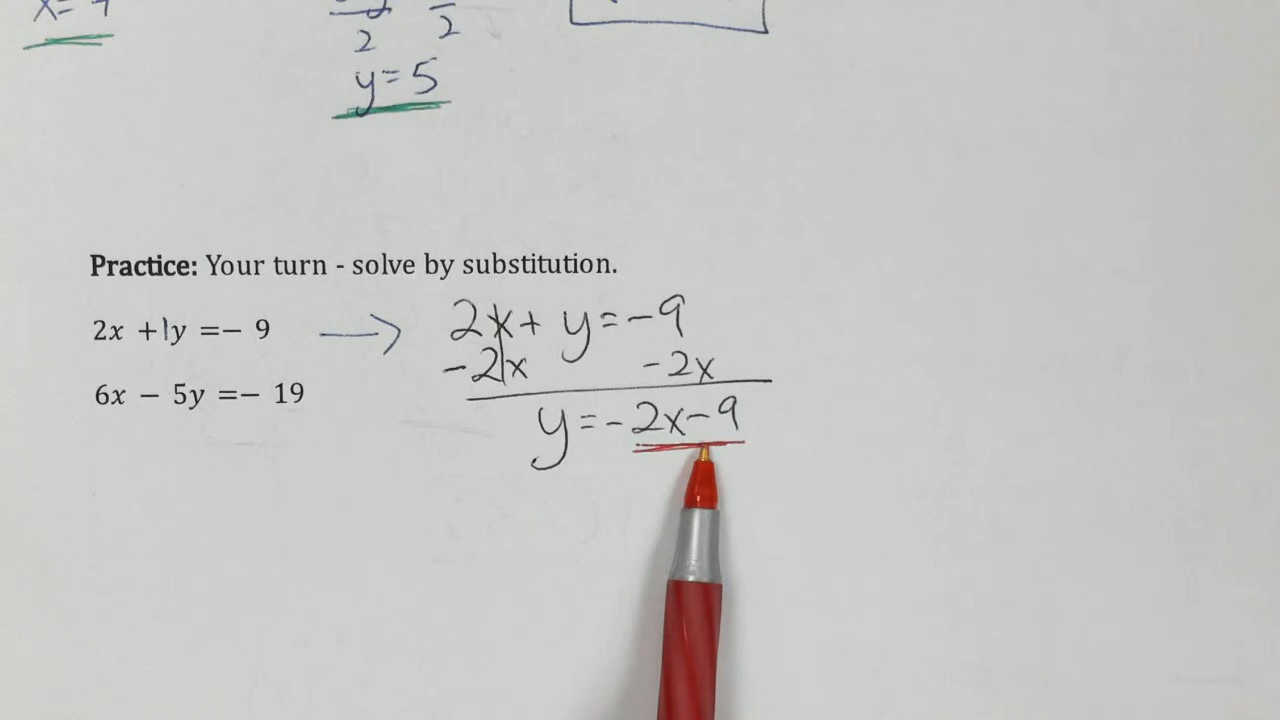 2 2
y = 5
Practice: Your turn - solve by substitution.
2x + 1y = - 9 → 2x + y = -9
-2x -2x
6x - 5y = - 19
y = -2x - 9